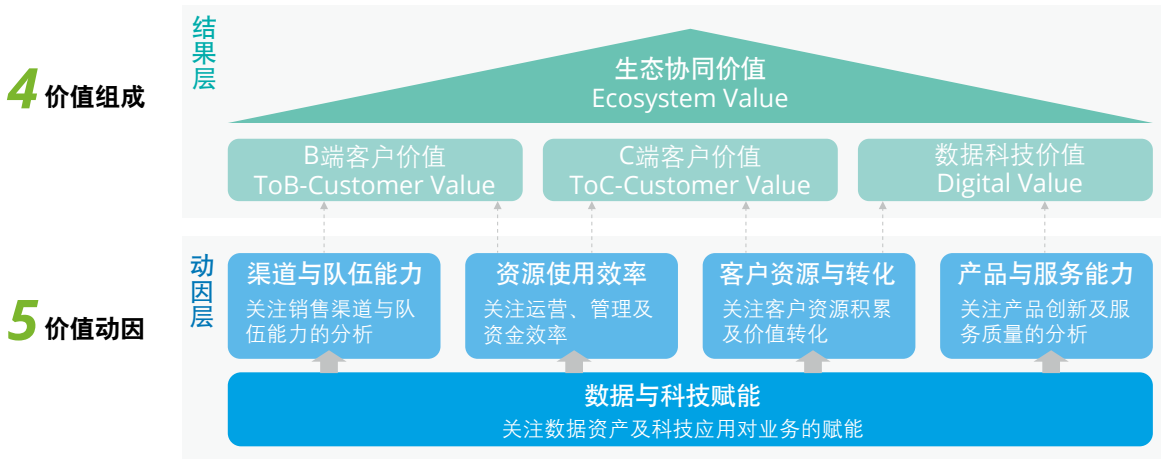 结果层
4 价值组成
生态协同价值
Ecosystem Value
B端客户价值
ToB-Customer Value
C端客户价值
ToC-Customer Value
数据科技价值
Digital Value
动因层
5 价值动因
渠道与队伍能力
关注销售渠道与队
伍能力的分析
资源使用效率
关注运营、管理及
资金效率
客户资源与转化
关注客户资源积累
及价值转化
产品与服务能力
关注产品创新及服
务质量的分析
数据与科技赋能
关注数据资产及科技应用对业务的赋能